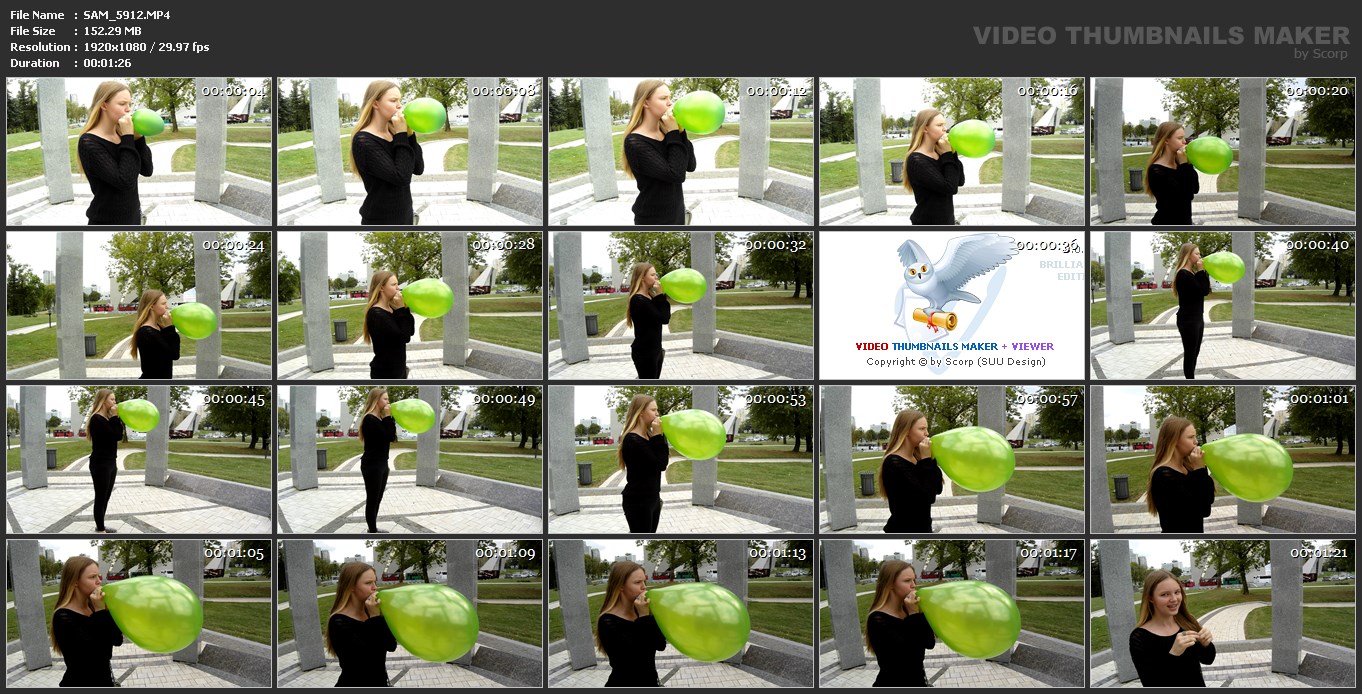 File Name : SAM_5912.MP4
File Size : 152.29 MB
Resolution : 1920x1080 / 29.97 fps
Duration : 00:01:26
VIDEO THUMBNAILS MAKER
by Scorp
00:00:04
00:00:08
00:00:12
00:00:16
00:00:20
00:00:24
00:00:28
00:00:32
00:00:36
BRILLIA
EDIT
VIDEO THUMBNAILS MAKER + VIEWER
Copyright © by Scorp (SUU Design)
00:00:40
00:00:45
00:00:49
00:00:53
00:00:57
00:01:01
00:01:05
00:01:09
00:01:13
00:01:17
00:01:21